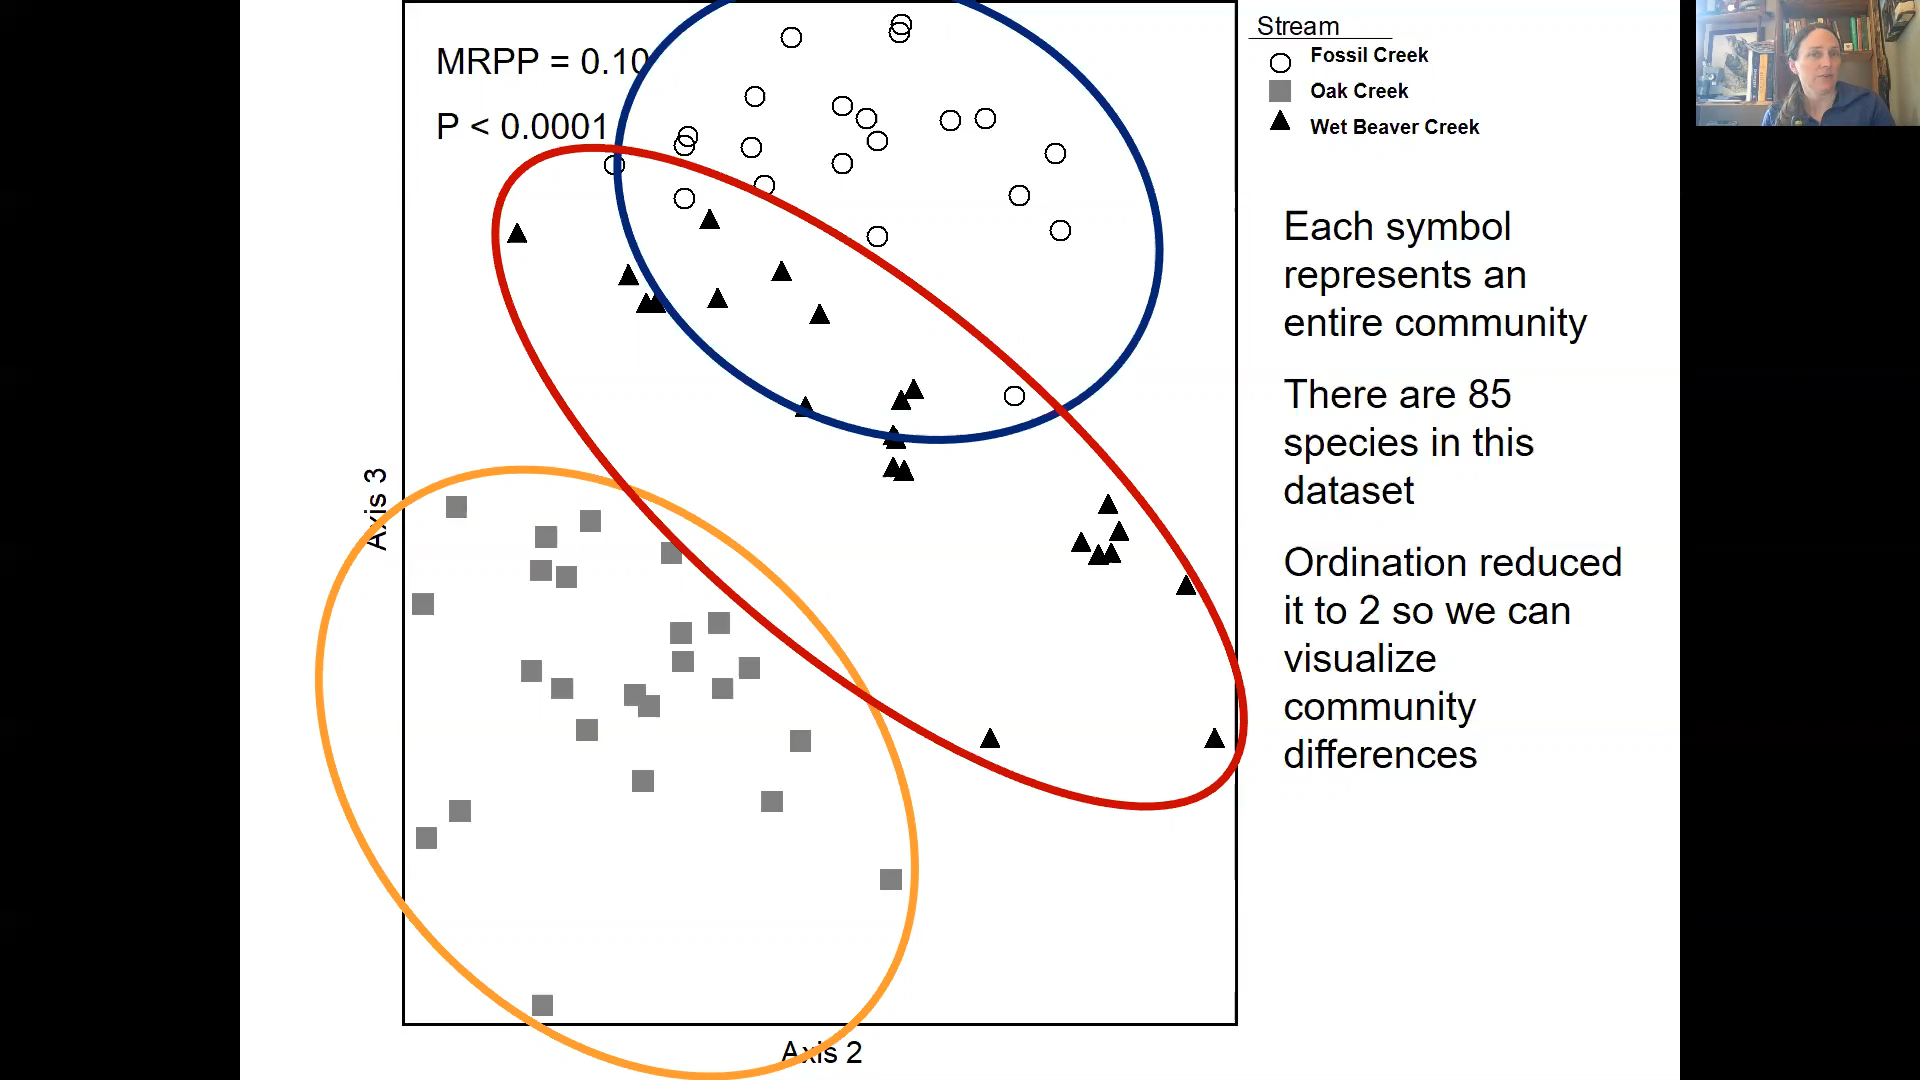 MRPP = 0.10
P < 0.0001
Axis 3
Axis 2
Stream
Fossil Creek
Oak Creek
Wet Beaver Creek
Each symbol
represents an
entire community
There are 85
species in this
dataset
Ordination reduced
it to 2 so we can
visualize
community
differences